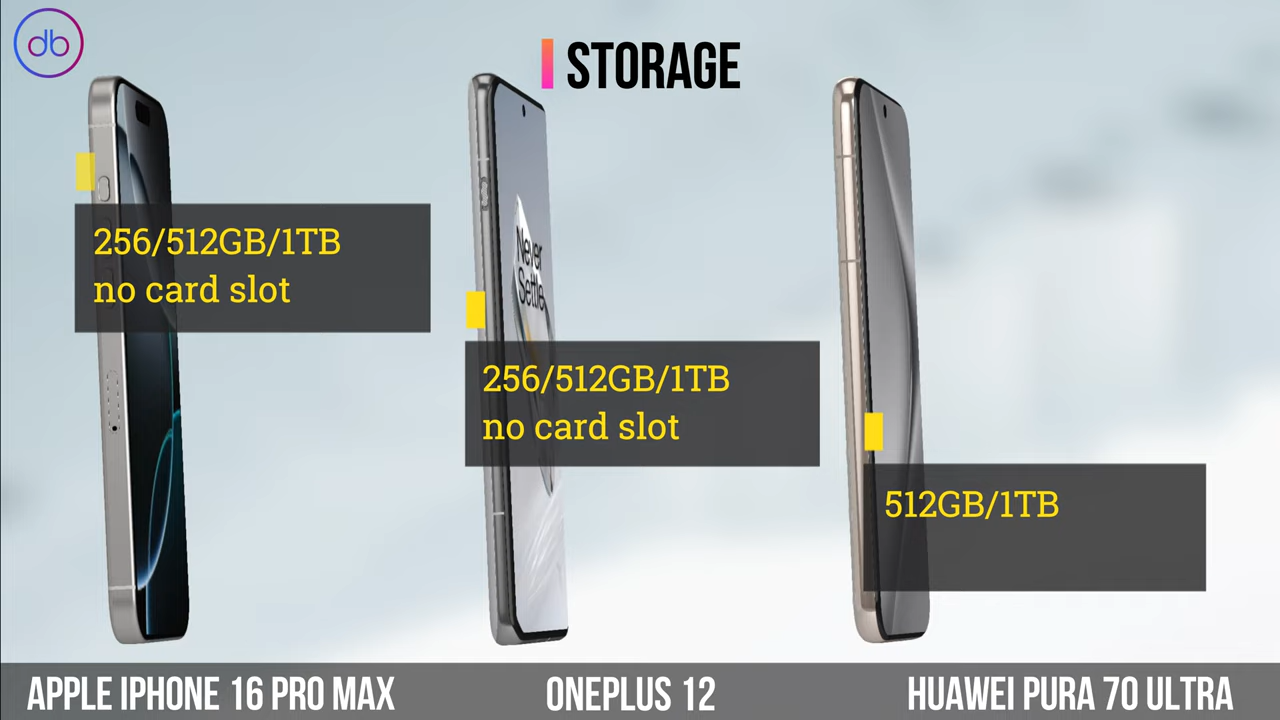 db
STORAGE
256/512GB/1TB
no card slot
Never
Settle
256/512GB/1TB
no card slot
512GB/1TB
APPLE IPHONE 16 PRO MAX
ONEPLUS 12
HUAWEI PURA 70 ULTRA